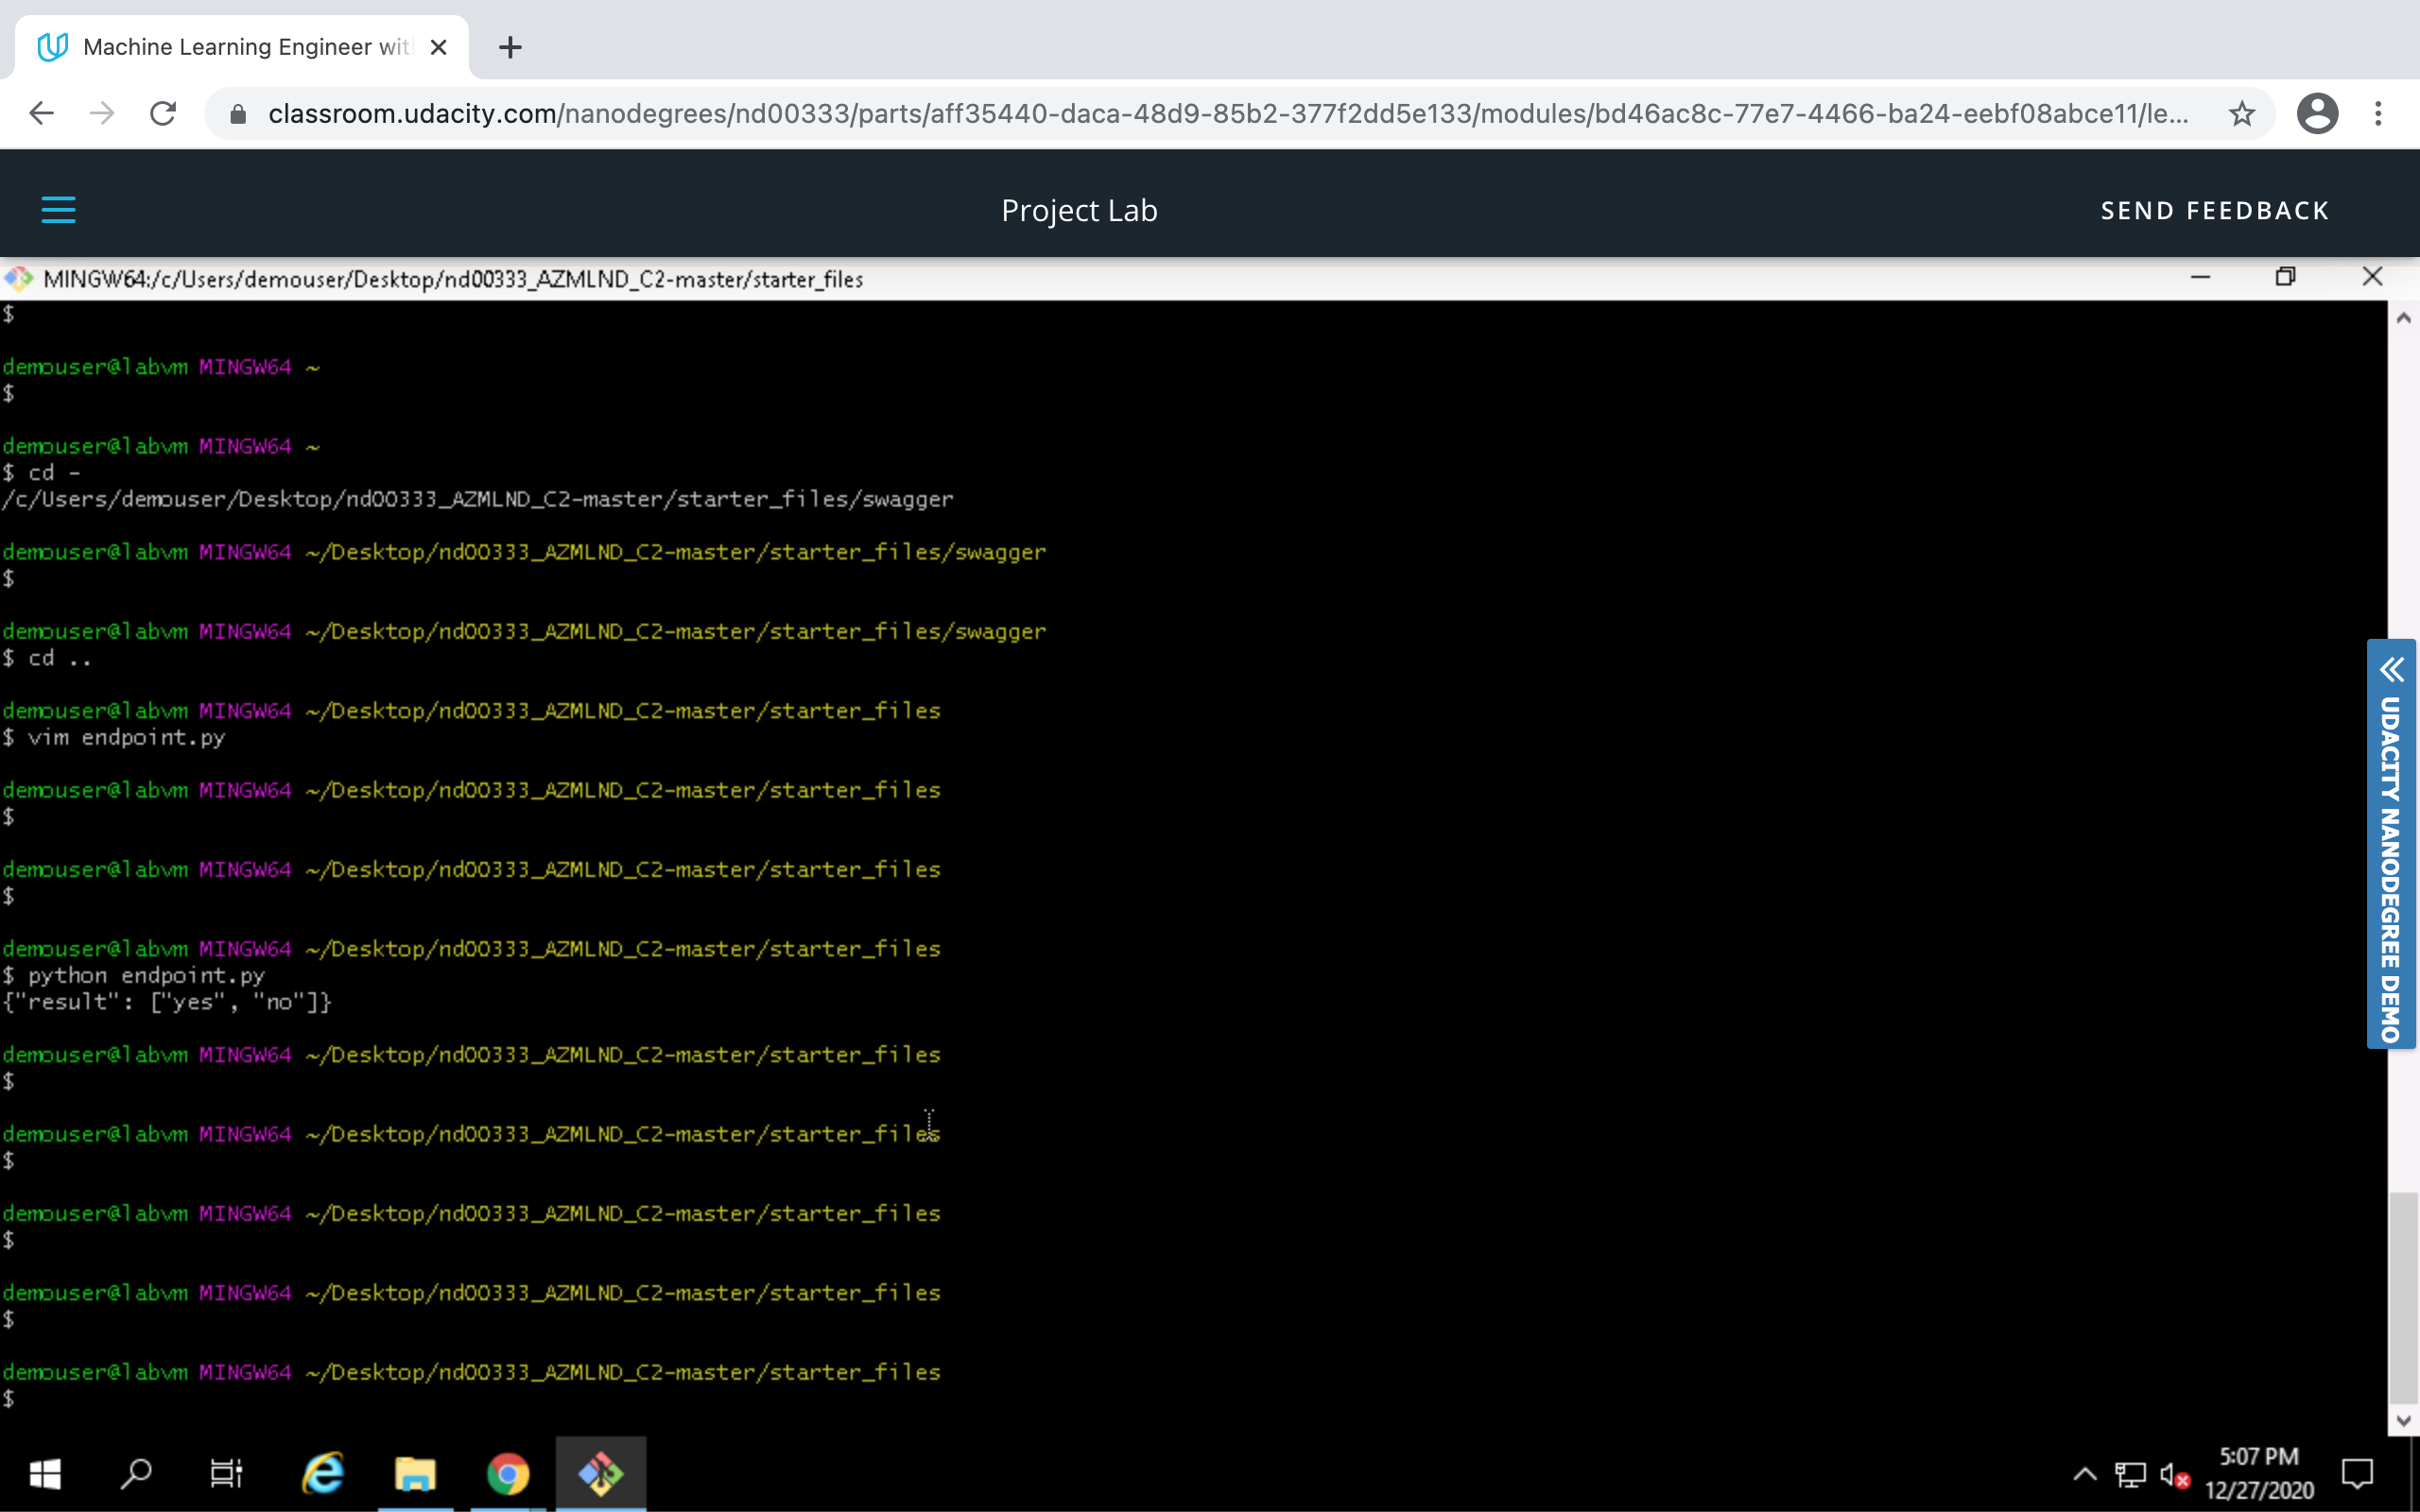 Machine Learning Engineer wit
classroom.udacity.com/nanodegrees/nd00333/parts/aff35440-daca-48d9-85b2-377f2dd5e133/modules/bd46ac8c-77e7-4466-ba24-eebf08abce11/le...
Project Lab
SEND FEEDBACK
MINGW64:/c/Users/demouser/Desktop/nd00333_AZMLND_C2-master/starter_files
$
demouser@labvm MINGW64 ~
$
demouser@labvm MINGW64 ~
$ cd -
/c/Users/demouser/Desktop/nd00333_AZMLND_C2-master/starter_files/swagger
demouser@labvm MINGW64 ~/Desktop/nd00333_AZMLND_C2-master/starter_files/swagger
$
demouser@labvm MINGW64 ~/Desktop/nd00333_AZMLND_C2-master/starter_files/swagger
$ cd ..
demouser@labvm MINGW64 ~/Desktop/nd00333_AZMLND_C2-master/starter_files
$ vim endpoint.py
demouser@labvm MINGW64 ~/Desktop/nd00333_AZMLND_C2-master/starter_files
$
demouser@labvm MINGW64 ~/Desktop/nd00333_AZMLND_C2-master/starter_files
$
demouser@labvm MINGW64 ~/Desktop/nd00333_AZMLND_C2-master/starter_files
$ python endpoint.py
{"result": ["yes", "no"]}
demouser@labvm MINGW64 ~/Desktop/nd00333_AZMLND_C2-master/starter_files
$
demouser@labvm MINGW64 ~/Desktop/nd00333_AZMLND_C2-master/starter_files
$
demouser@labvm MINGW64 ~/Desktop/nd00333_AZMLND_C2-master/starter_files
$
demouser@labvm MINGW64 ~/Desktop/nd00333_AZMLND_C2-master/starter_files
$
demouser@labvm MINGW64 ~/Desktop/nd00333_AZMLND_C2-master/starter_files
$
UDACITY NANODEGREE DEMO
5:07 PM
12/27/2020